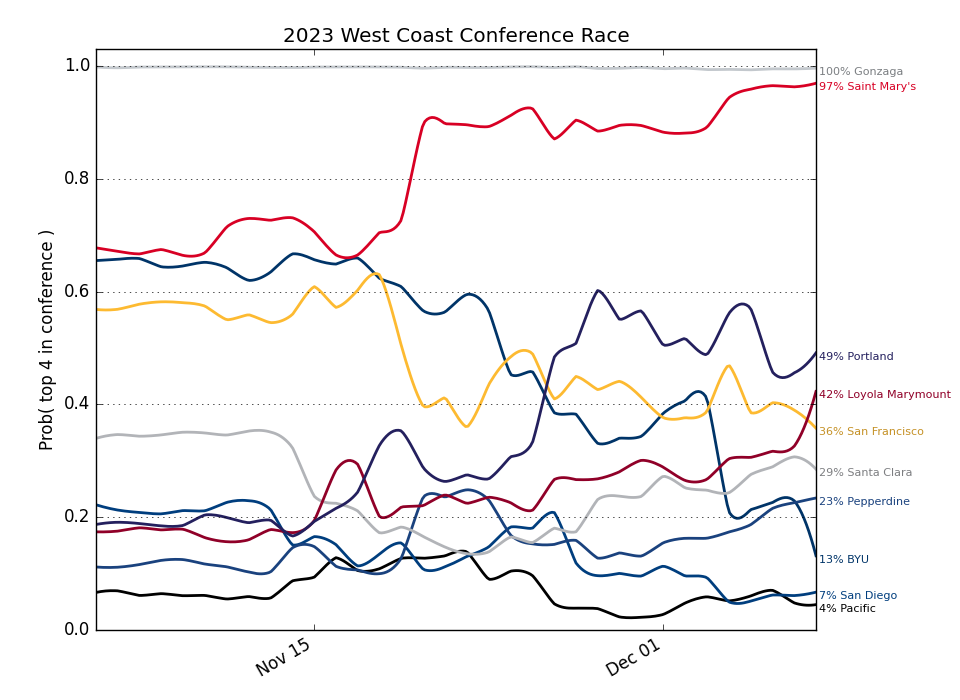 2023 West Coast Conference Race
Prob( top 4 in conference )
1.0
0.8
0.6
0.4
0.2
0.0
Nov 15
Dec 01
100% Gonzaga
97% Saint Mary's
49% Portland
42% Loyola Marymount
36% San Francisco
29% Santa Clara
23% Pepperdine
13% BYU
7% San Diego
4% Pacific